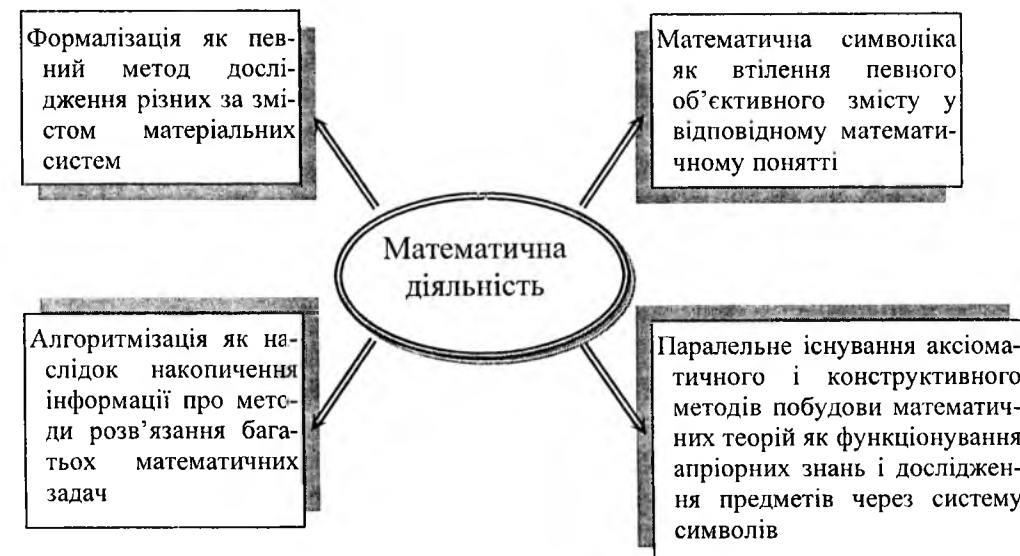 Формалізація як пев-
ний метод дослі-
дження різних за змі-
стом матеріальних
систем
Математична символіка
як втілення певного
об’єктивного змісту у
відповідному математи-
чному понятті
Математична
діяльність
Алгоритмізація як на-
слідок накопичення
інформації про мето-
ди розв’язання бага-
тьох математичних
задач
Паралельне існування аксіома-
тичного і конструктивного
методів побудови математич-
них теорій як функціонування
апріорних знань і досліджен-
ня предметів через систему
символів